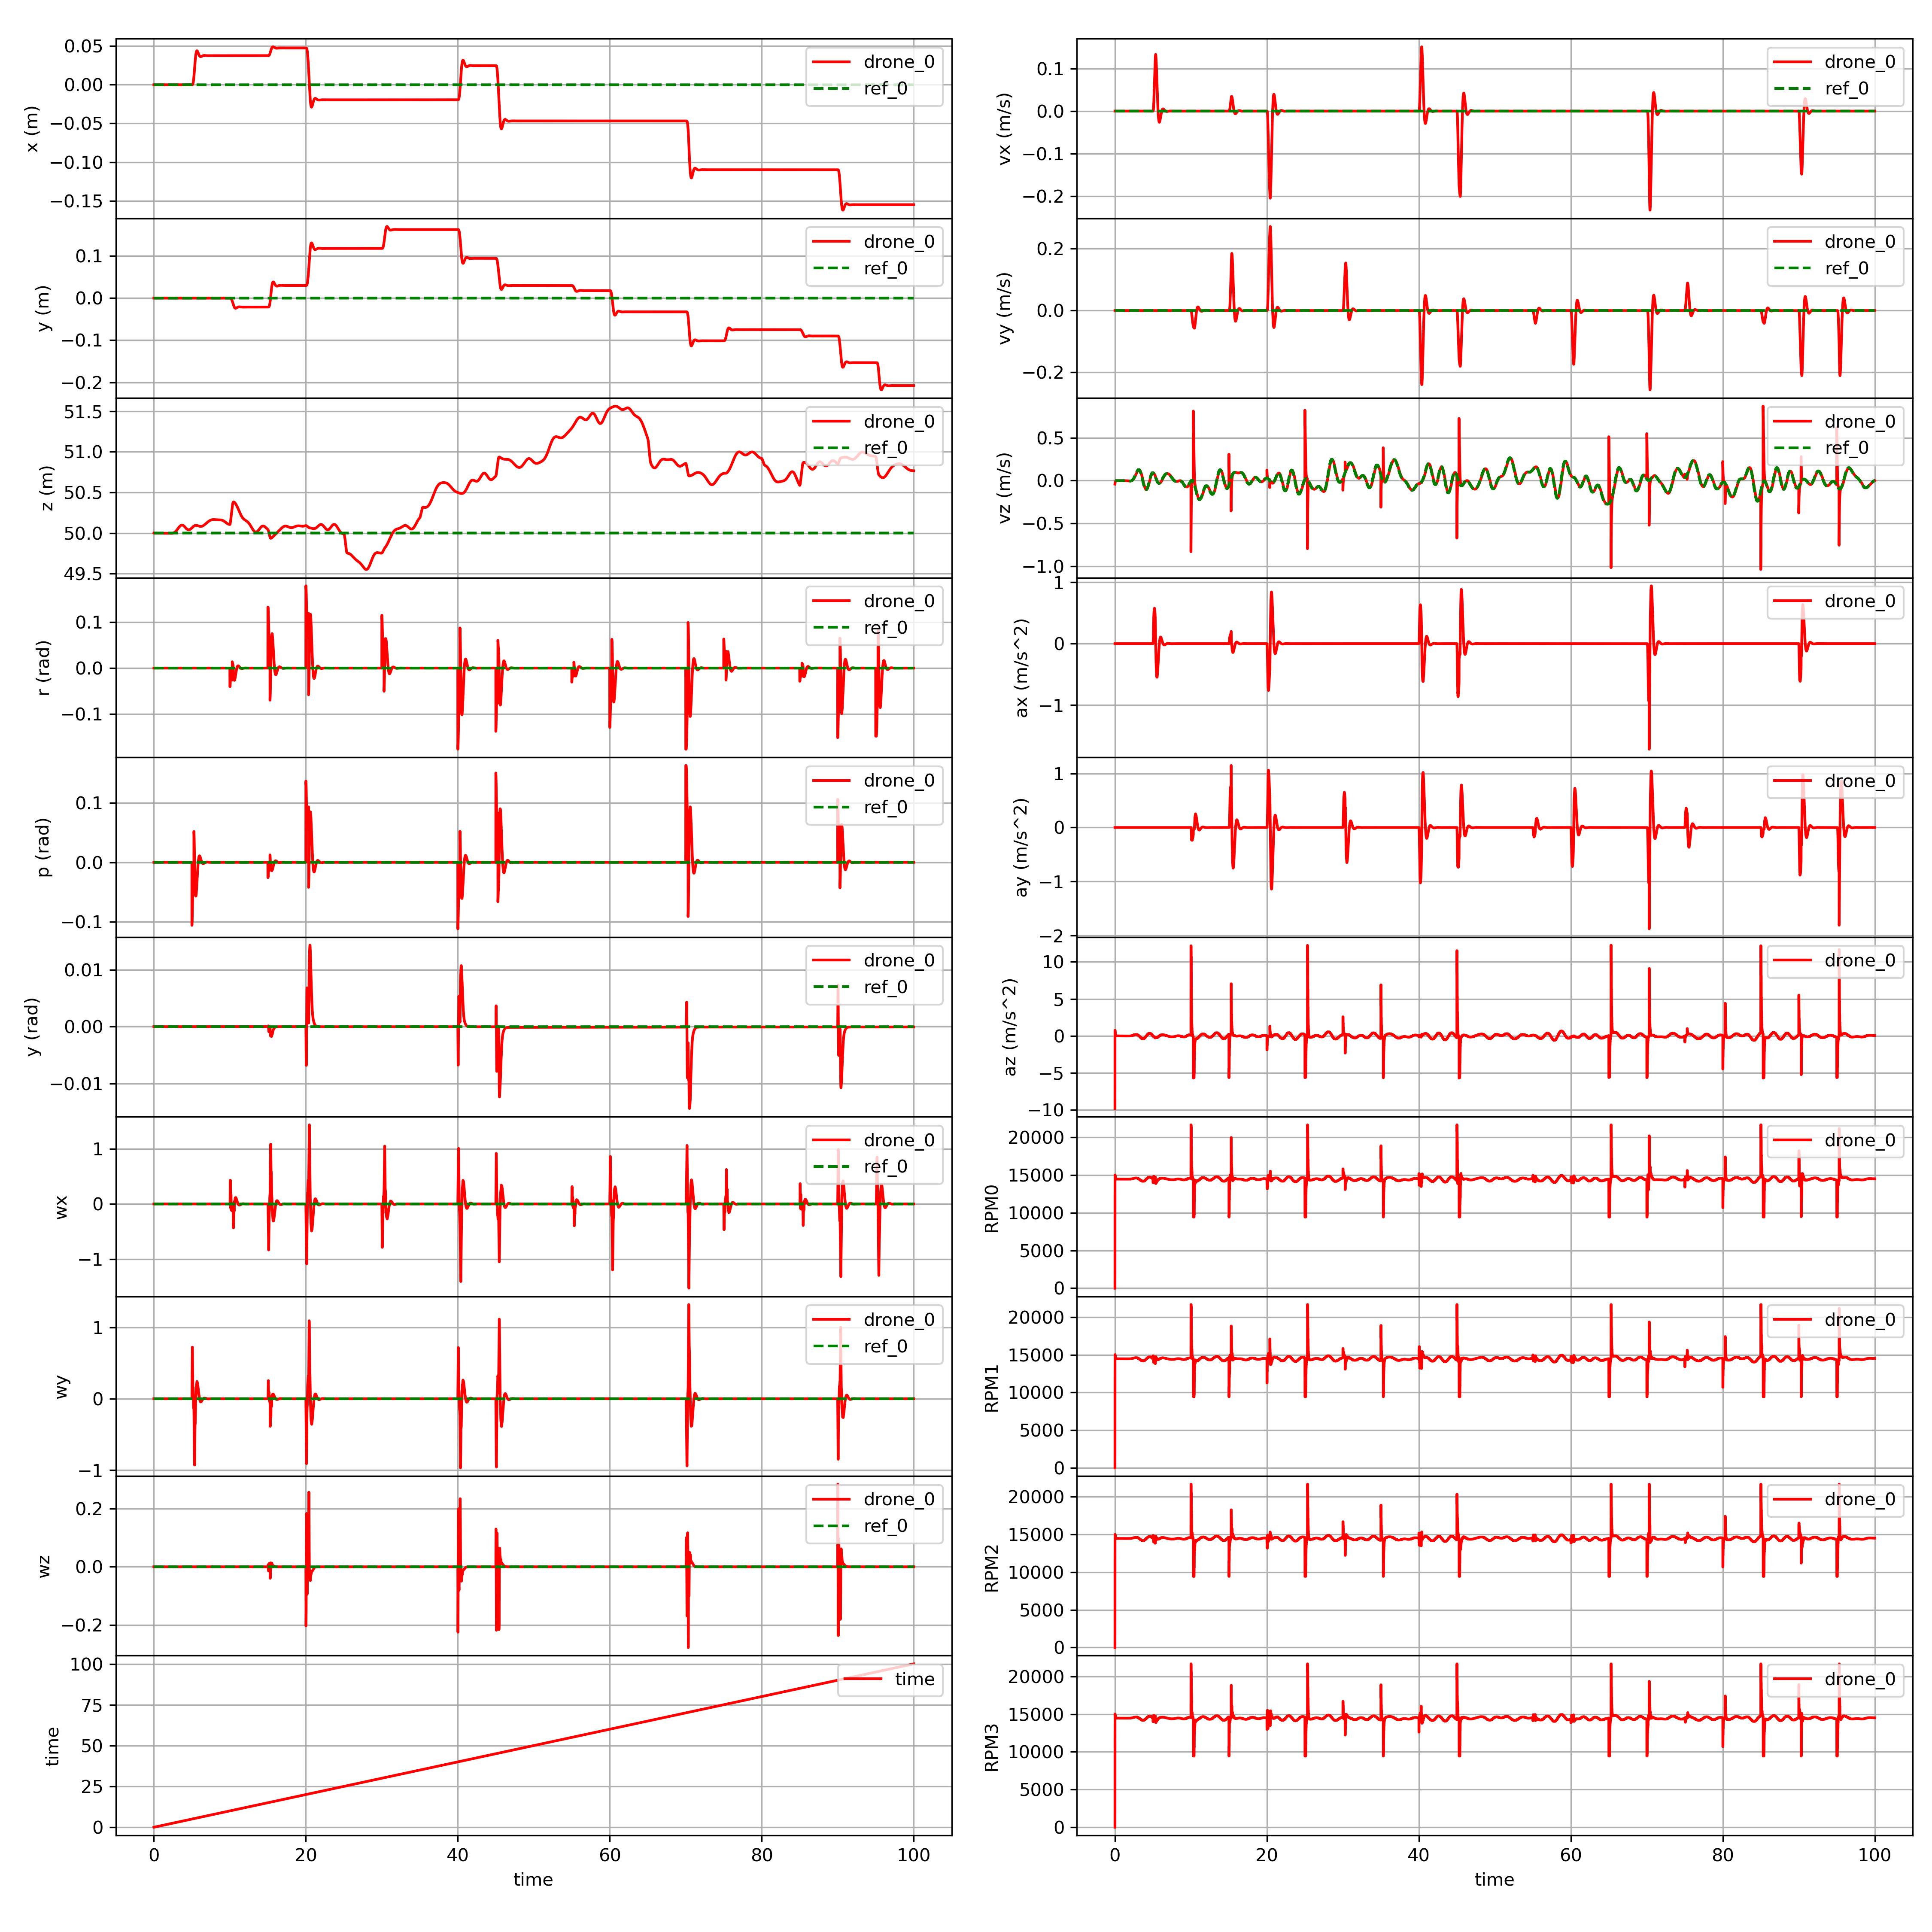 0.05
0.00
−0.05
−0.10
−0.15
x (m)
drone_0
ref_0
0.1
0.0
−0.1
−0.2
y (m)
drone_0
ref_0
51.5
51.0
50.5
50.0
49.5
z (m)
drone_0
ref_0
0.1
0.0
−0.1
r (rad)
drone_0
ref_0
0.1
0.0
−0.1
p (rad)
drone_0
ref_0
0.01
0.00
−0.01
y (rad)
drone_0
ref_0
1
0
−1
wx
drone_0
ref_0
1
0
−1
wy
drone_0
ref_0
0.2
0.0
−0.2
wz
drone_0
ref_0
100
75
50
25
0
time
time
0 20 40 60 80 100
time
0.1
0.0
−0.1
−0.2
vx (m/s)
drone_0
ref_0
0.2
0.0
−0.2
vy (m/s)
drone_0
ref_0
0.5
0.0
−0.5
−1.0
vz (m/s)
drone_0
ref_0
1
0
−1
ax (m/s^2)
drone_0
1
0
−1
−2
ay (m/s^2)
drone_0
10
5
0
−5
−10
az (m/s^2)
drone_0
20000
15000
10000
5000
0
RPM0
drone_0
20000
15000
10000
5000
0
RPM1
drone_0
20000
15000
10000
5000
0
RPM2
drone_0
20000
15000
10000
5000
0
RPM3
drone_0
0 20 40 60 80 100
time